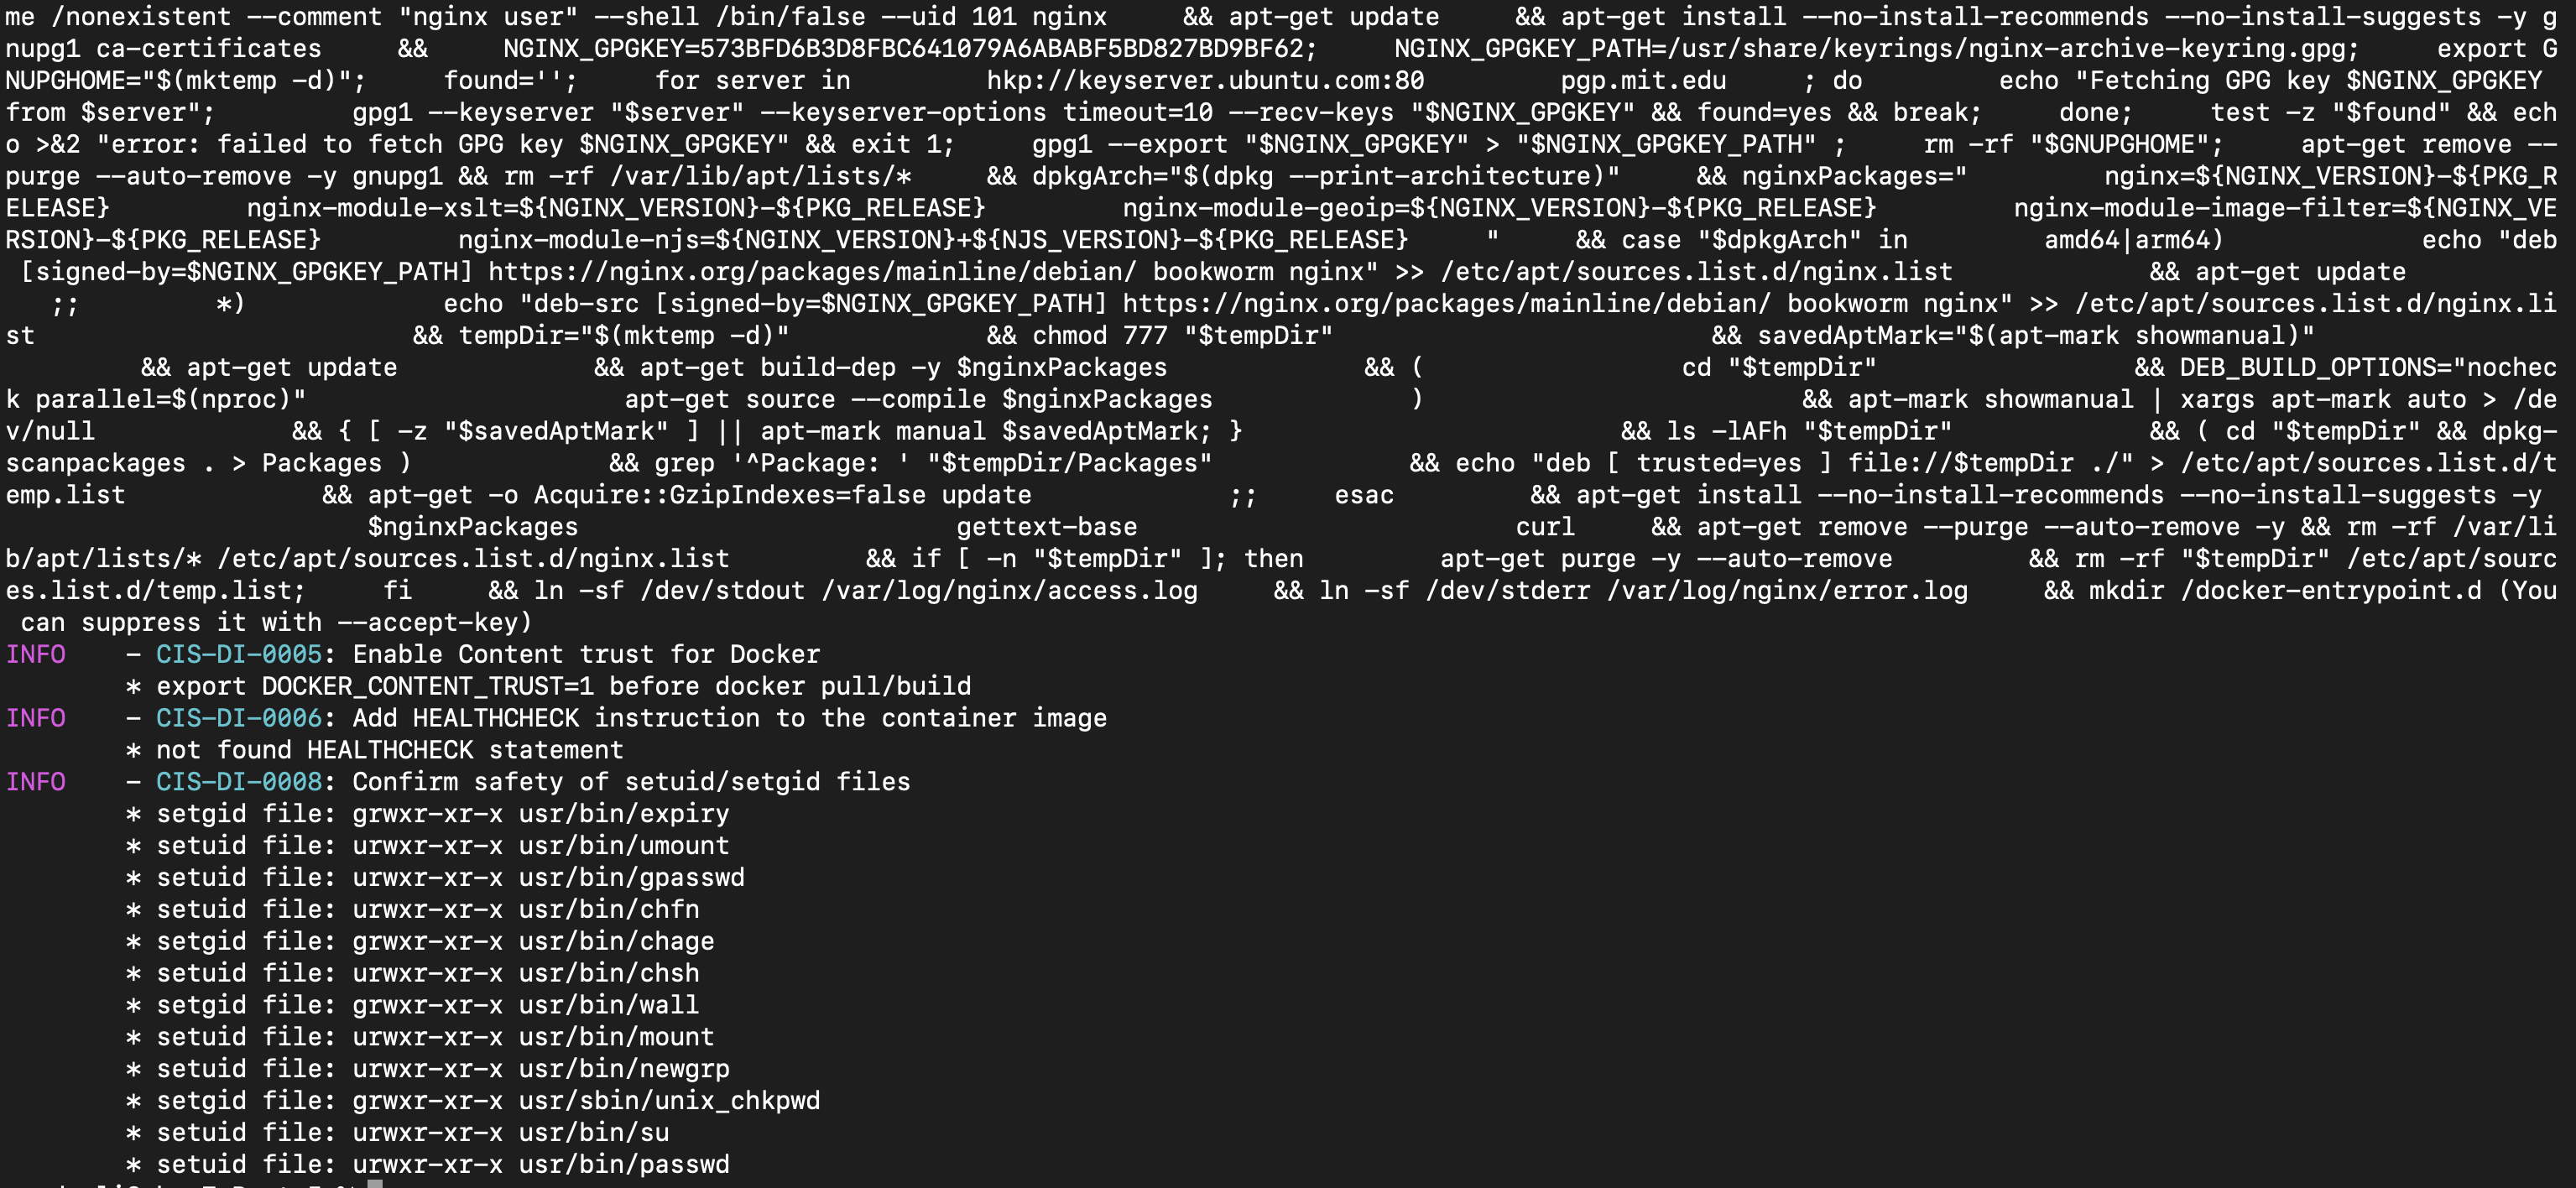 me /nonexistent --comment "nginx user" --shell /bin/false --uid 101 nginx     && apt-get update     && apt-get install --no-install-recommends --no-install-suggests -y g
nupg1 ca-certificates     &&     NGINX_GPGKEY=573BFD6B3D8FBC641079A6ABABF5BD827BD9BF62;     NGINX_GPGKEY_PATH=/usr/share/keyrings/nginx-archive-keyring.gpg;     export G
NUPGHOME="$(mktemp -d)";     found='';     for server in         hkp://keyserver.ubuntu.com:80         pgp.mit.edu     ; do         echo "Fetching GPG key $NGINX_GPGKEY
from $server";         gpg1 --keyserver "$server" --keyserver-options timeout=10 --recv-keys "$NGINX_GPGKEY" && found=yes && break;     done;     test -z "$found" && ech
o >&2 "error: failed to fetch GPG key $NGINX_GPGKEY" && exit 1;     gpg1 --export "$NGINX_GPGKEY" > "$NGINX_GPGKEY_PATH" ;     rm -rf "$GNUPGHOME";     apt-get remove --
purge --auto-remove -y gnupg1 && rm -rf /var/lib/apt/lists/*     && dpkgArch="$(dpkg --print-architecture)"     && nginxPackages="         nginx=${NGINX_VERSION}-${PKG_R
ELEASE}         nginx-module-xslt=${NGINX_VERSION}-${PKG_RELEASE}         nginx-module-geoip=${NGINX_VERSION}-${PKG_RELEASE}         nginx-module-image-filter=${NGINX_VE
RSION}-${PKG_RELEASE}         nginx-module-njs=${NGINX_VERSION}+${NJS_VERSION}-${PKG_RELEASE}     "     && case "$dpkgArch" in         amd64|arm64)             echo "deb
[signed-by=$NGINX_GPGKEY_PATH] https://nginx.org/packages/mainline/debian/ bookworm nginx" >> /etc/apt/sources.list.d/nginx.list             && apt-get update
;;         *)             echo "deb-src [signed-by=$NGINX_GPGKEY_PATH] https://nginx.org/packages/mainline/debian/ bookworm nginx" >> /etc/apt/sources.list.d/nginx.li
st                         && tempDir="$(mktemp -d)"             && chmod 777 "$tempDir"                         && savedAptMark="$(apt-mark showmanual)"
&& apt-get update             && apt-get build-dep -y $nginxPackages             && (                 cd "$tempDir"                 && DEB_BUILD_OPTIONS="nochec
k parallel=$(nproc)"                     apt-get source --compile $nginxPackages             )                         && apt-mark showmanual | xargs apt-mark auto > /de
v/null             && { [ -z "$savedAptMark" ] || apt-mark manual $savedAptMark; }                         && ls -lAFh "$tempDir"             && ( cd "$tempDir" && dpkg-
scanpackages . > Packages )             && grep '^Package: ' "$tempDir/Packages"             && echo "deb [ trusted=yes ] file://$tempDir ./" > /etc/apt/sources.list.d/t
emp.list             && apt-get -o Acquire::GzipIndexes=false update             ;;     esac         && apt-get install --no-install-recommends --no-install-suggests -y
$nginxPackages                         gettext-base                         curl     && apt-get remove --purge --auto-remove -y && rm -rf /var/li
b/apt/lists/* /etc/apt/sources.list.d/nginx.list         && if [ -n "$tempDir" ]; then         apt-get purge -y --auto-remove         && rm -rf "$tempDir" /etc/apt/sourc
es.list.d/temp.list;     fi     && ln -sf /dev/stdout /var/log/nginx/access.log     && ln -sf /dev/stderr /var/log/nginx/error.log     && mkdir /docker-entrypoint.d (You
can suppress it with --accept-key)
INFO    - CIS-DI-0005: Enable Content trust for Docker
* export DOCKER_CONTENT_TRUST=1 before docker pull/build
INFO    - CIS-DI-0006: Add HEALTHCHECK instruction to the container image
* not found HEALTHCHECK statement
INFO    - CIS-DI-0008: Confirm safety of setuid/setgid files
* setgid file: grwxr-xr-x usr/bin/expiry
* setuid file: urwxr-xr-x usr/bin/umount
* setuid file: urwxr-xr-x usr/bin/gpasswd
* setuid file: urwxr-xr-x usr/bin/chfn
* setgid file: grwxr-xr-x usr/bin/chage
* setuid file: urwxr-xr-x usr/bin/chsh
* setgid file: grwxr-xr-x usr/bin/wall
* setuid file: urwxr-xr-x usr/bin/mount
* setuid file: urwxr-xr-x usr/bin/newgrp
* setgid file: grwxr-xr-x usr/sbin/unix_chkpwd
* setuid file: urwxr-xr-x usr/bin/su
* setuid file: urwxr-xr-x usr/bin/passwd